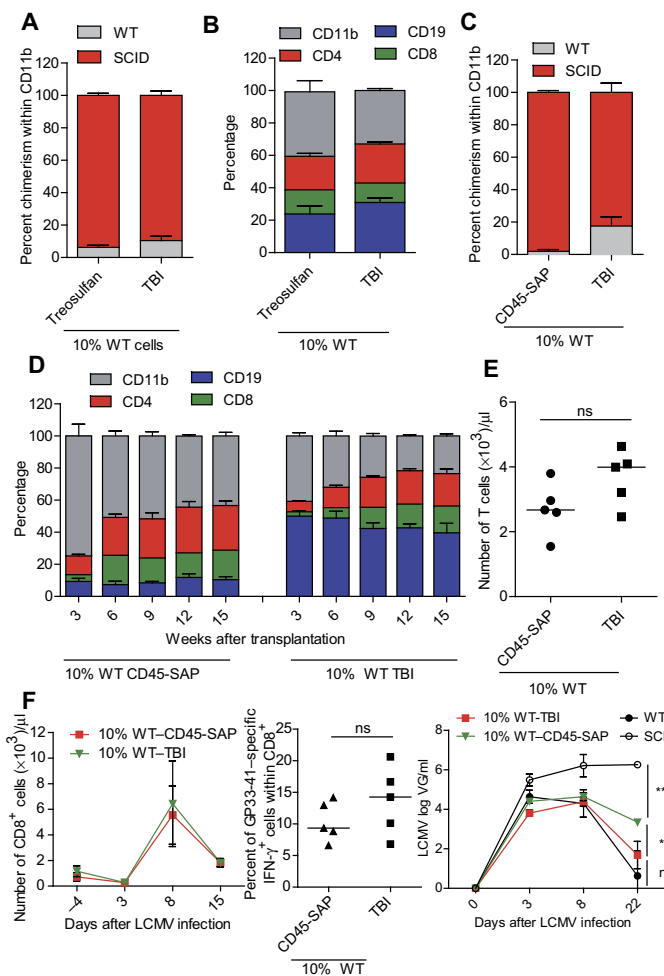 A
WT
SCID
Percent chimerism within CD11b
120
100
80
60
40
20
0
Treosulfan
TBI
10% WT cells
B
CD11b
CD19
CD4
CD8
Percentage
120
100
80
60
40
20
0
Treosulfan
TBI
10% WT
C
WT
SCID
Percent chimerism within CD11b
120
100
80
60
40
20
0
CD45-SAP
TBI
10% WT
D
CD11b
CD19
CD4
CD8
Percentage
120
100
80
60
40
20
0
3 6 9 12 15
3 6 9 12 15
Weeks after transplantation
10% WT CD45-SAP
10% WT TBI
E
ns
Number of T cells (×10³)/µl
6
4
2
0
CD45-SAP
TBI
10% WT
F
10% WT–CD45-SAP
10% WT–TBI
Number of CD8⁺ cells (×10³)/µl
12
10
8
6
4
2
0
–4 3 8 15
Days after LCMV infection
ns
Percent of GP33-41–specific
IFN-γ⁺ cells within CD8⁺
25
20
15
10
5
0
CD45-SAP
TBI
10% WT
10% WT-TBI
WT
10% WT–CD45-SAP
SC
LCMV log VG/ml
8
6
4
2
0
0 3 8 22
Days after LCMV infection
**
*
n